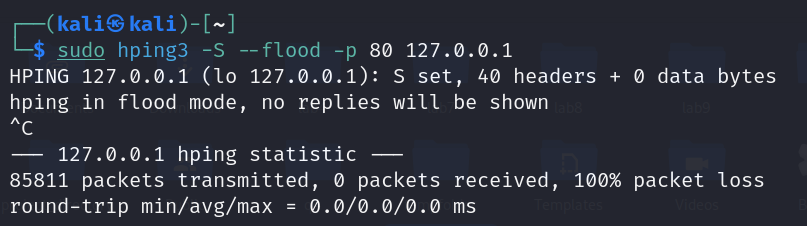 ┌──(kali㉿kali)-[~]
└─$ sudo hping3 -S --flood -p 80 127.0.0.1
HPING 127.0.0.1 (lo 127.0.0.1): S set, 40 headers + 0 data bytes
hping in flood mode, no replies will be shown
^C
--- 127.0.0.1 hping statistic ---
85811 packets transmitted, 0 packets received, 100% packet loss
round-trip min/avg/max = 0.0/0.0/0.0 ms
lab8
lab9
Templates
Videos